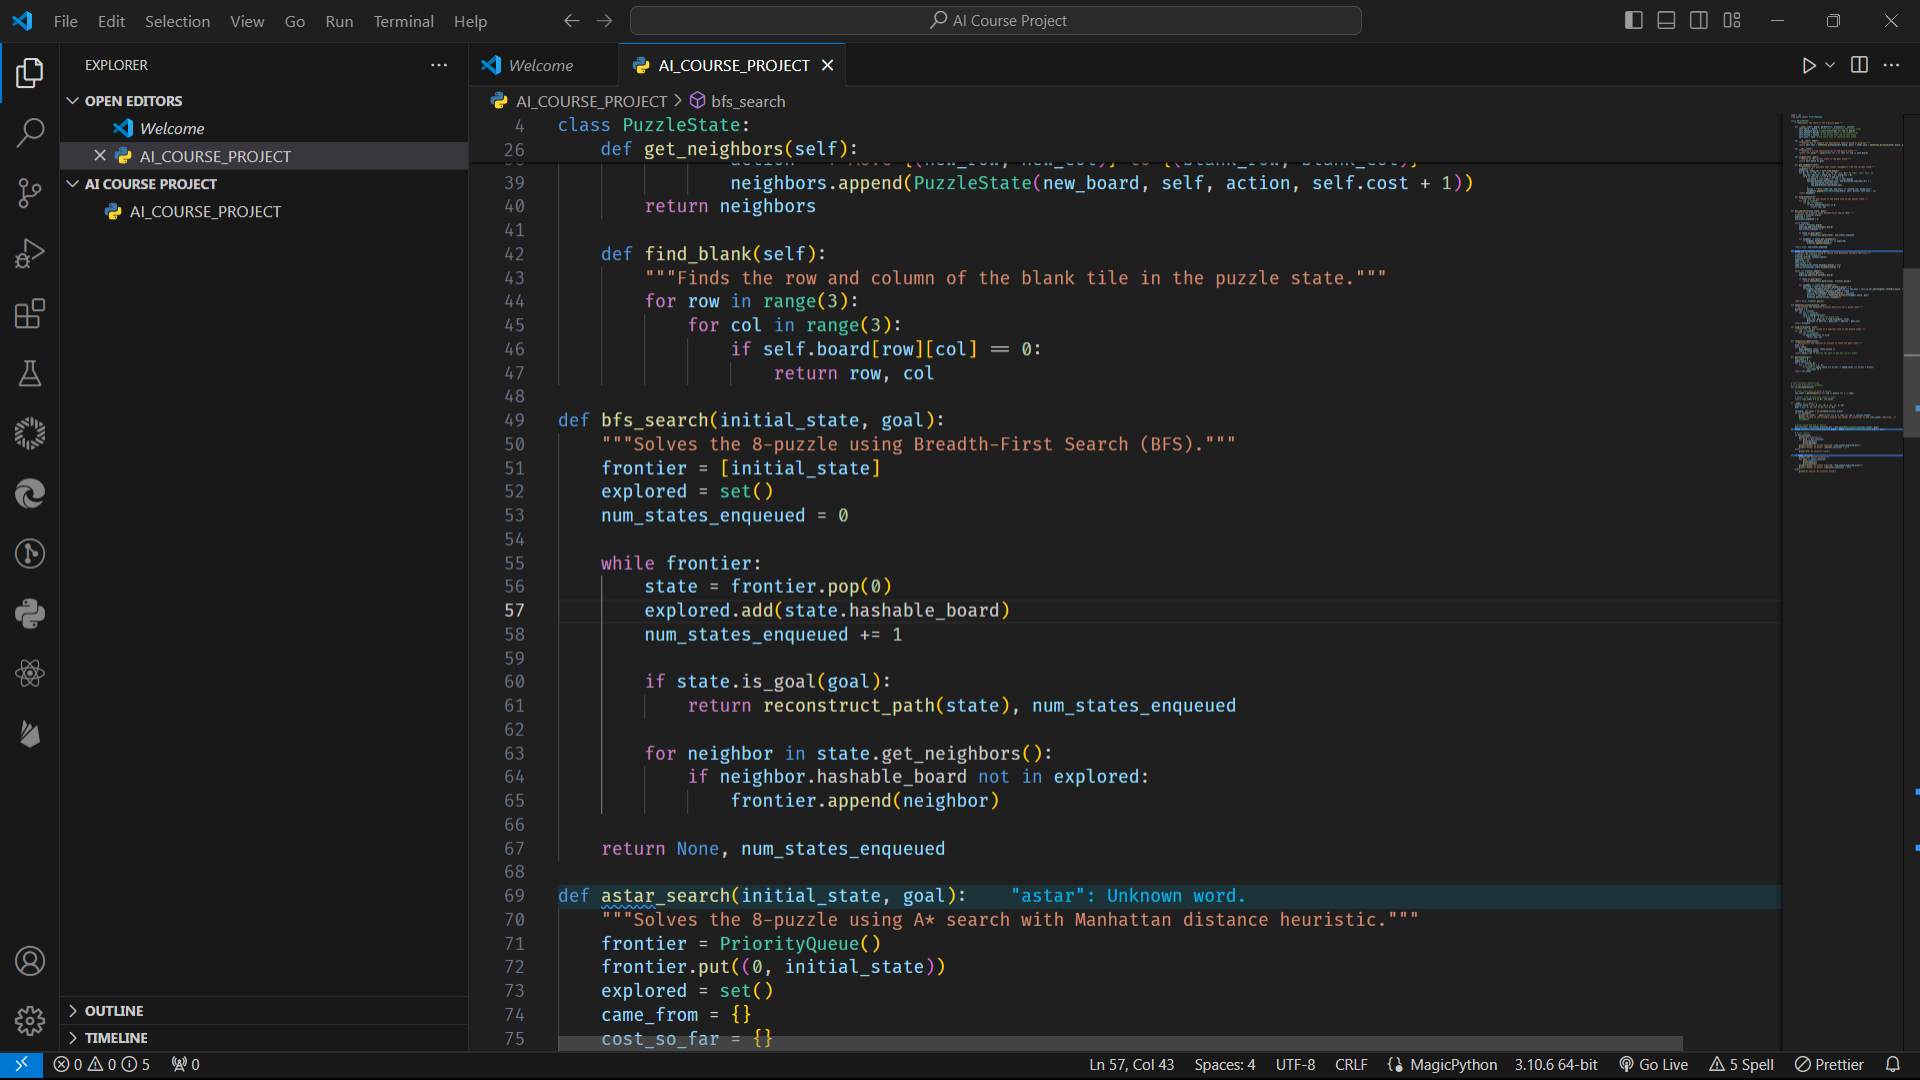 File Edit Selection View Go Run Terminal Help
AI Course Project
EXPLORER
OPEN EDITORS
Welcome
AI_COURSE_PROJECT
AI COURSE PROJECT
AI_COURSE_PROJECT
OUTLINE
TIMELINE
Welcome AI_COURSE_PROJECT
AI_COURSE_PROJECT > bfs_search
4 class PuzzleState:
26 def get_neighbors(self):
39 neighbors.append(PuzzleState(new_board, self, action, self.cost + 1))
40 return neighbors
41
42 def find_blank(self):
43 """Finds the row and column of the blank tile in the puzzle state."""
44 for row in range(3):
45 for col in range(3):
46 if self.board[row][col] == 0:
47 return row, col
48
49 def bfs_search(initial_state, goal):
50 """Solves the 8-puzzle using Breadth-First Search (BFS)."""
51 frontier = [initial_state]
52 explored = set()
53 num_states_enqueued = 0
54
55 while frontier:
56 state = frontier.pop(0)
57 explored.add(state.hashable_board)
58 num_states_enqueued += 1
59
60 if state.is_goal(goal):
61 return reconstruct_path(state), num_states_enqueued
62
63 for neighbor in state.get_neighbors():
64 if neighbor.hashable_board not in explored:
65 frontier.append(neighbor)
66
67 return None, num_states_enqueued
68
69 def astar_search(initial_state, goal): "astar": Unknown word.
70 """Solves the 8-puzzle using A* search with Manhattan distance heuristic."""
71 frontier = PriorityQueue()
72 frontier.put((0, initial_state))
73 explored = set()
74 came_from = {}
75 cost_so_far = {}
0 0 5 0 Ln 57, Col 43 Spaces: 4 UTF-8 CRLF MagicPython 3.10.6 64-bit Go Live 5 Spell Prettier